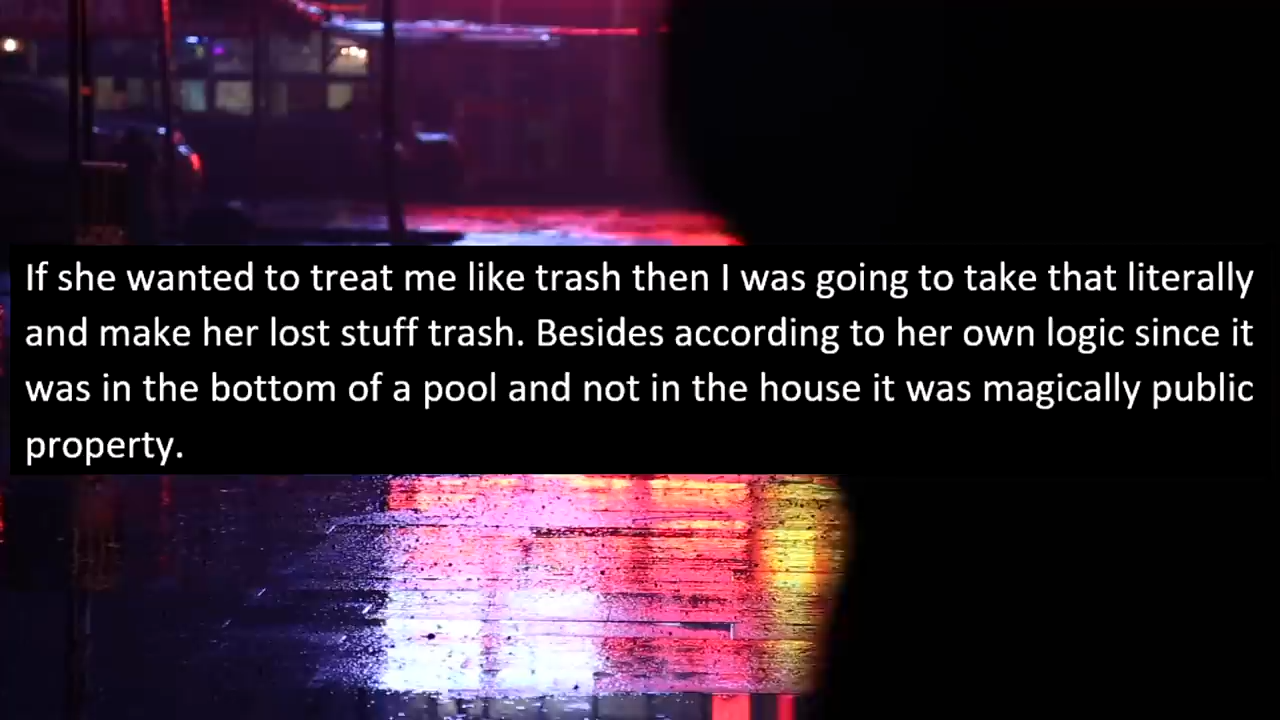 If she wanted to treat me like trash then I was going to take that literally
and make her lost stuff trash. Besides according to her own logic since it
was in the bottom of a pool and not in the house it was magically public
property.